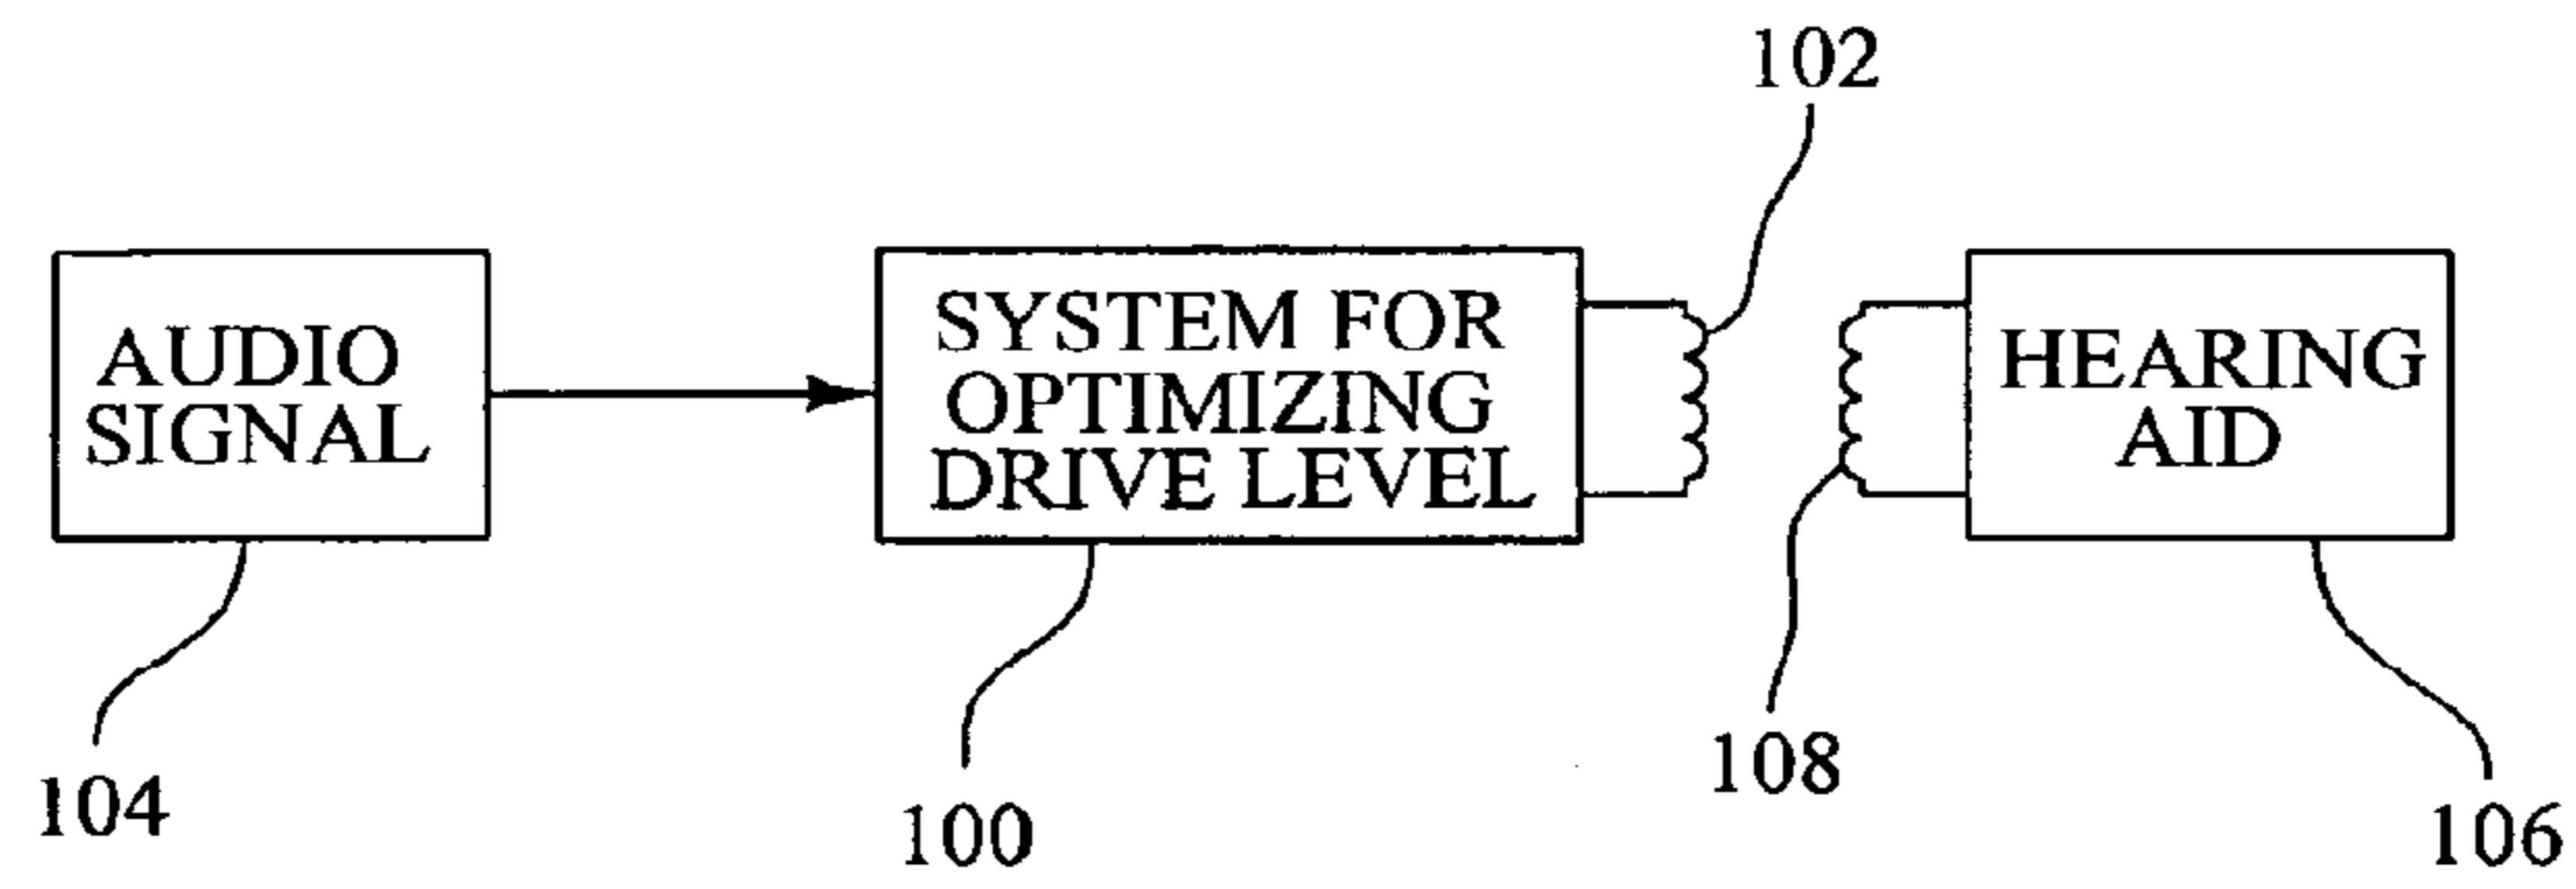 102
AUDIO
SIGNAL
SYSTEM FOR
OPTIMIZING
DRIVE LEVEL
HEARING
AID
104
100
108
106